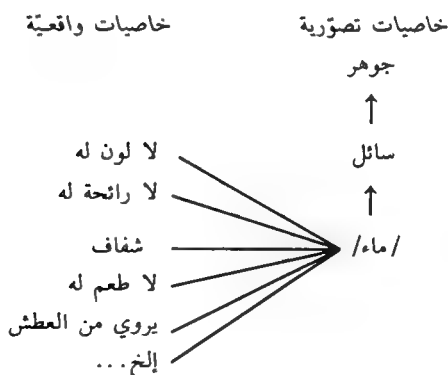 خاصيات تصوّرية
خاصيات واقعيّة
جوهر
سائل
/ماء/
لا لون له
لا رائحة له
شفاف
لا طعم له
يروي من العطش
إلخ...